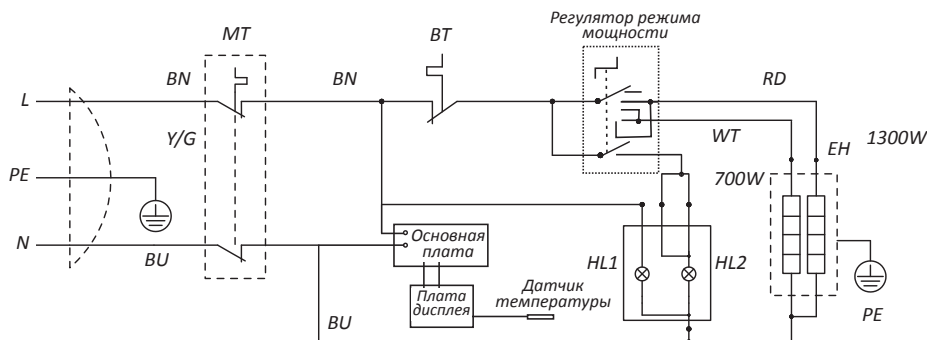 Регулятор режима
мощности
MT
BT
BN
BN
RD
L
Y/G
WT
EH
1300W
PE
700W
N
BU
Основная
плата
HL1
HL2
Плата
дисплея
Датчик
температуры
PE
BU